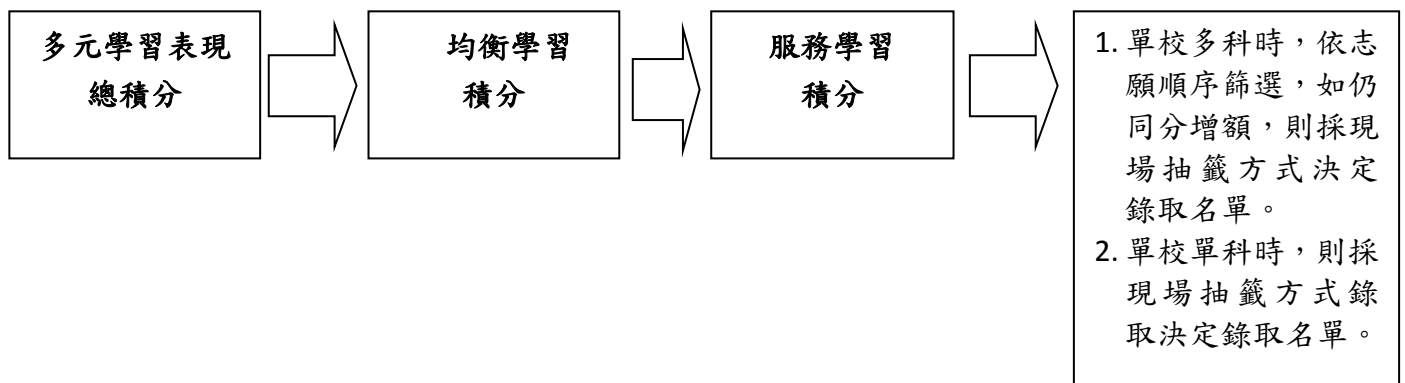 多元學習表現
總積分
均衡學習
積分
服務學習
積分
1. 單校多科時，依志
願順序篩選，如仍
同分增額，則採現
場抽籤方式決定
錄取名單。
2. 單校單科時，則採
現場抽籤方式錄
取決定錄取名單。